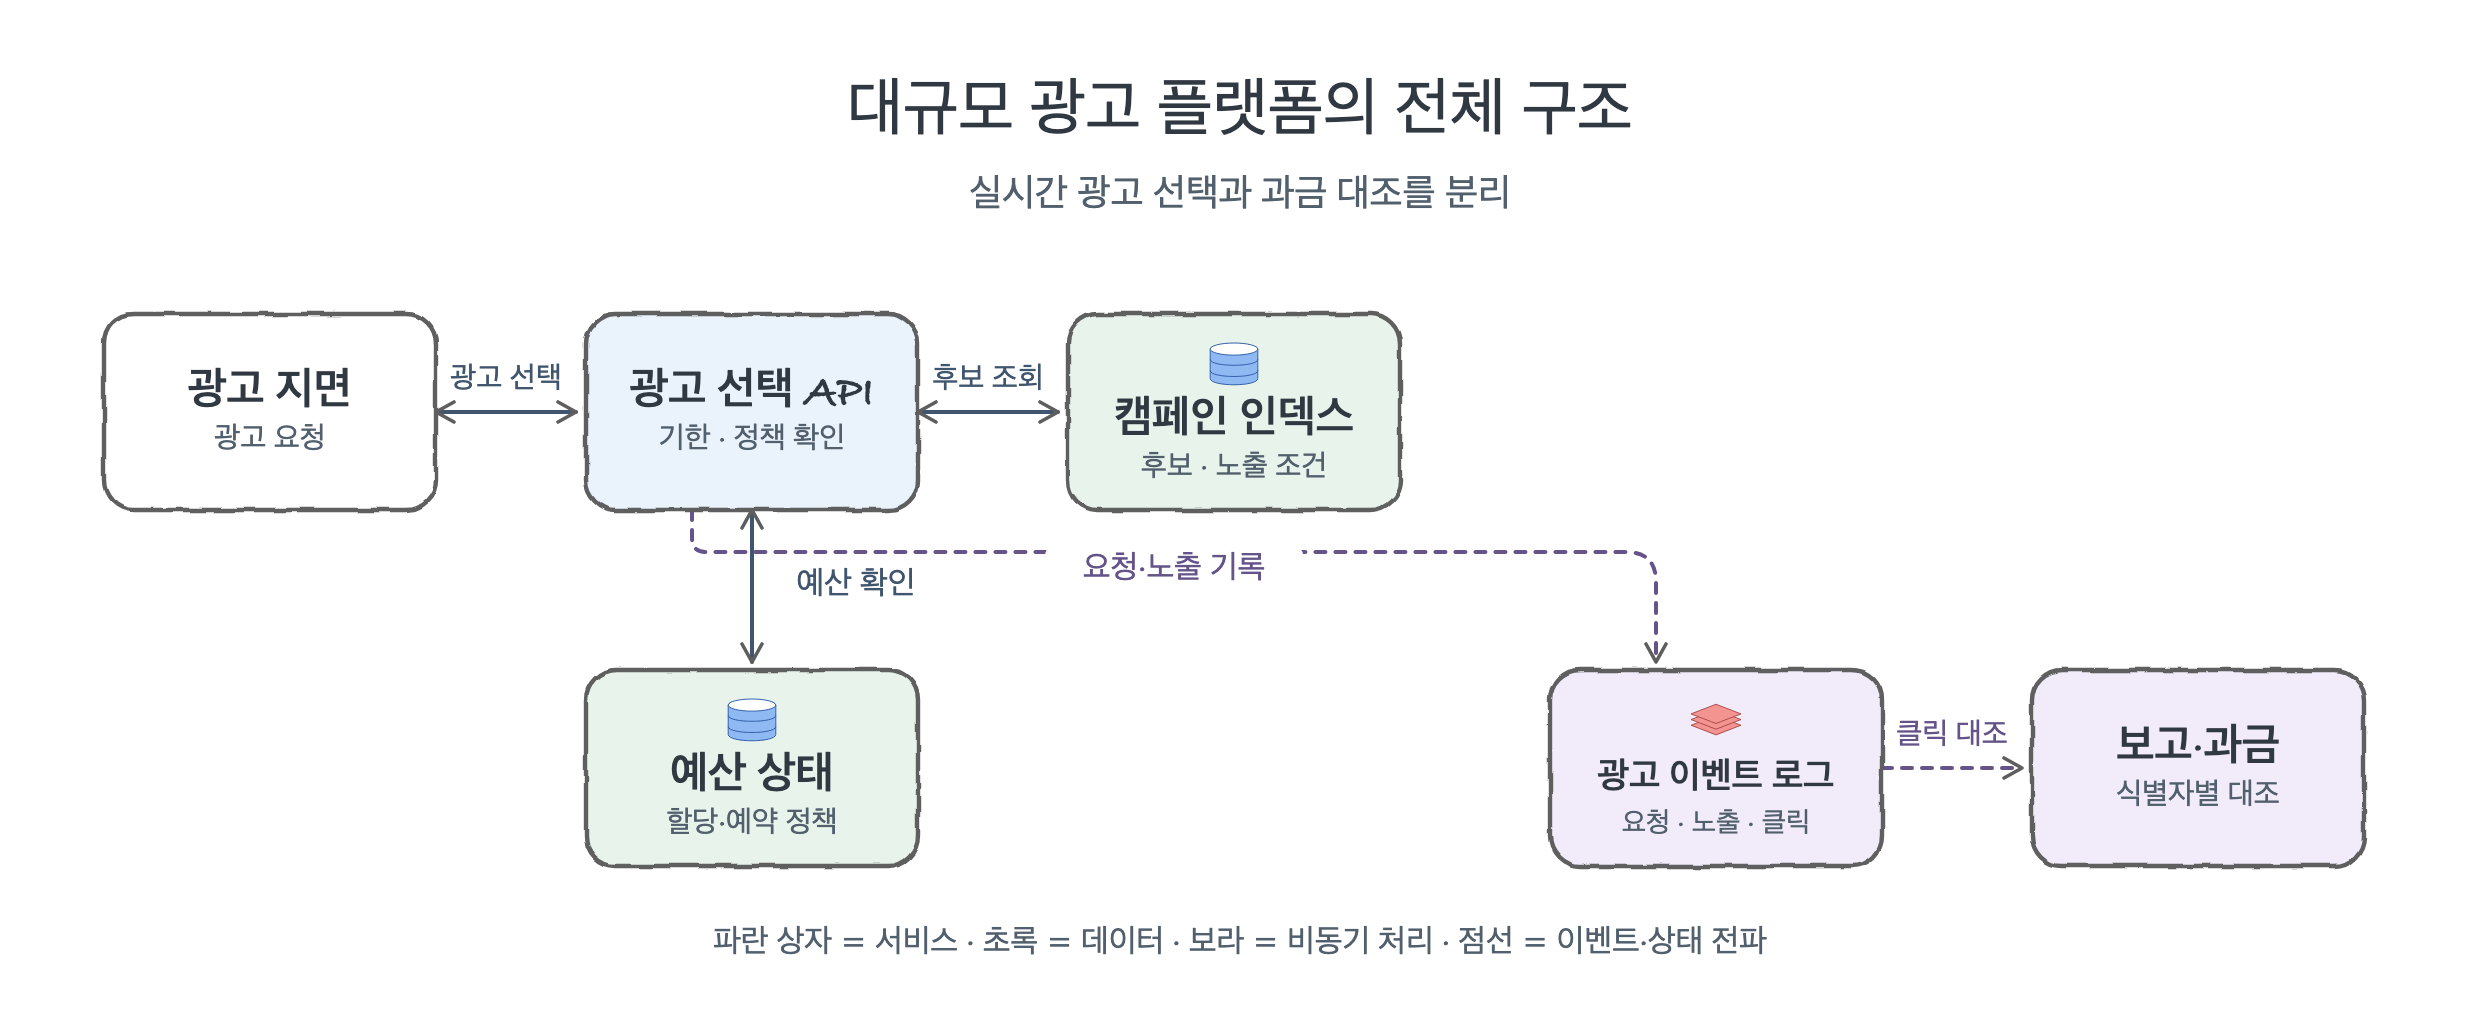 대규모 광고 플랫폼의 전체 구조
실시간 광고 선택과 과금 대조를 분리
광고 지면
광고 요청
광고 선택
광고 선택 API
기한 · 정책 확인
후보 조회
캠페인 인덱스
후보 · 노출 조건
예산 확인
요청·노출 기록
예산 상태
할당·예약 정책
광고 이벤트 로그
요청 · 노출 · 클릭
클릭 대조
보고·과금
식별자별 대조
파란 상자 = 서비스 · 초록 = 데이터 · 보라 = 비동기 처리 · 점선 = 이벤트·상태 전파